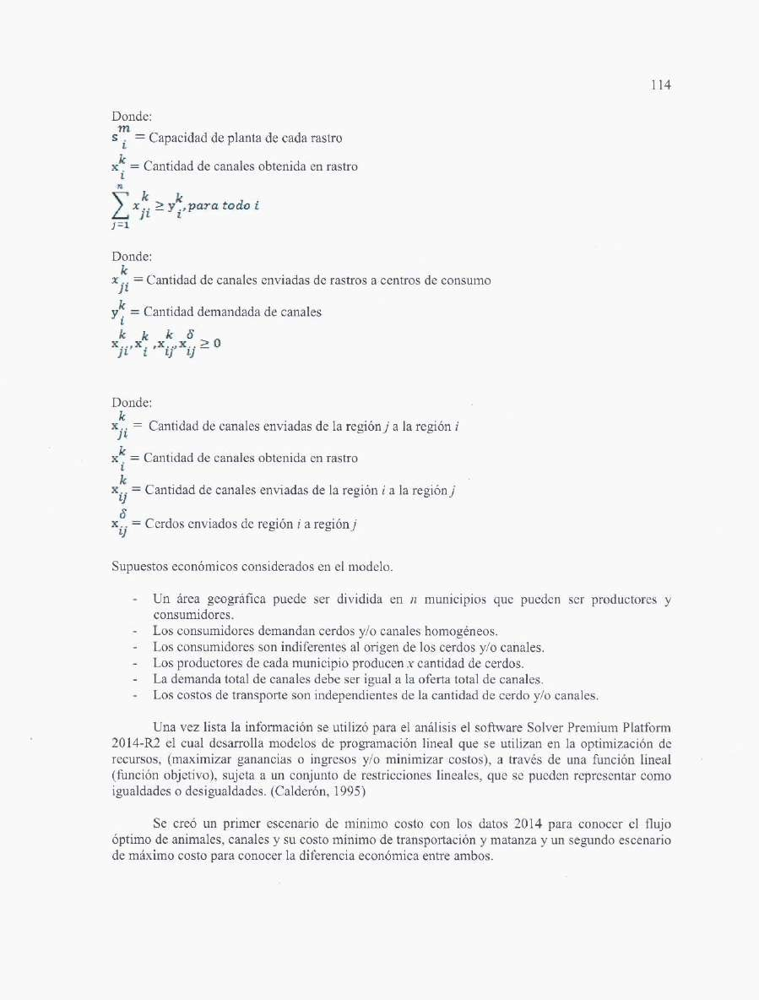 114
Donde:
s_i^m = Capacidad de planta de cada rastro
x_i^k = Cantidad de canales obtenida en rastro
∑_{j=1}^{n} x_{ji}^k ≥ y_i^k, para todo i
Donde:
x_{ji}^k = Cantidad de canales enviadas de rastros a centros de consumo
y_i^k = Cantidad demandada de canales
x_{ji}^k, x_i^k, x_{ij}^k, x_{ij}^δ ≥ 0
Donde:
x_{ji}^k = Cantidad de canales enviadas de la región j a la región i
x_i^k = Cantidad de canales obtenida en rastro
x_{ij}^k = Cantidad de canales enviadas de la región i a la región j
x_{ij}^δ = Cerdos enviados de región i a región j
Supuestos económicos considerados en el modelo.
- Un área geográfica puede ser dividida en n municipios que pueden ser productores y
consumidores.
- Los consumidores demandan cerdos y/o canales homogéneos.
- Los consumidores son indiferentes al origen de los cerdos y/o canales.
- Los productores de cada municipio producen x cantidad de cerdos.
- La demanda total de canales debe ser igual a la oferta total de canales.
- Los costos de transporte son independientes de la cantidad de cerdo y/o canales.
Una vez lista la información se utilizó para el análisis el software Solver Premium Platform
2014-R2 el cual desarrolla modelos de programación lineal que se utilizan en la optimización de
recursos, (maximizar ganancias o ingresos y/o minimizar costos), a través de una función lineal
(función objetivo), sujeta a un conjunto de restricciones lineales, que se pueden representar como
igualdades o desigualdades. (Calderón, 1995)
Se creó un primer escenario de mínimo costo con los datos 2014 para conocer el flujo
óptimo de animales, canales y su costo mínimo de transportación y matanza y un segundo escenario
de máximo costo para conocer la diferencia económica entre ambos.